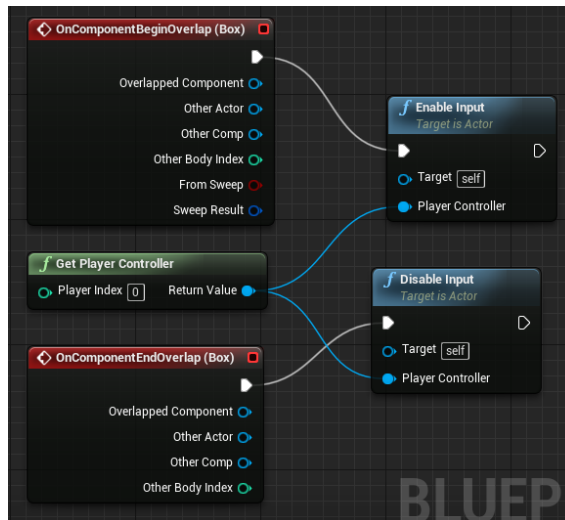 OnComponentBeginOverlap (Box)
Overlapped Component
Other Actor
Other Comp
Other Body Index
From Sweep
Sweep Result
f Enable Input
Target is Actor
Target self
Player Controller
f Get Player Controller
Player Index 0 Return Value
f Disable Input
Target is Actor
Target self
Player Controller
OnComponentEndOverlap (Box)
Overlapped Component
Other Actor
Other Comp
Other Body Index
BLUEP